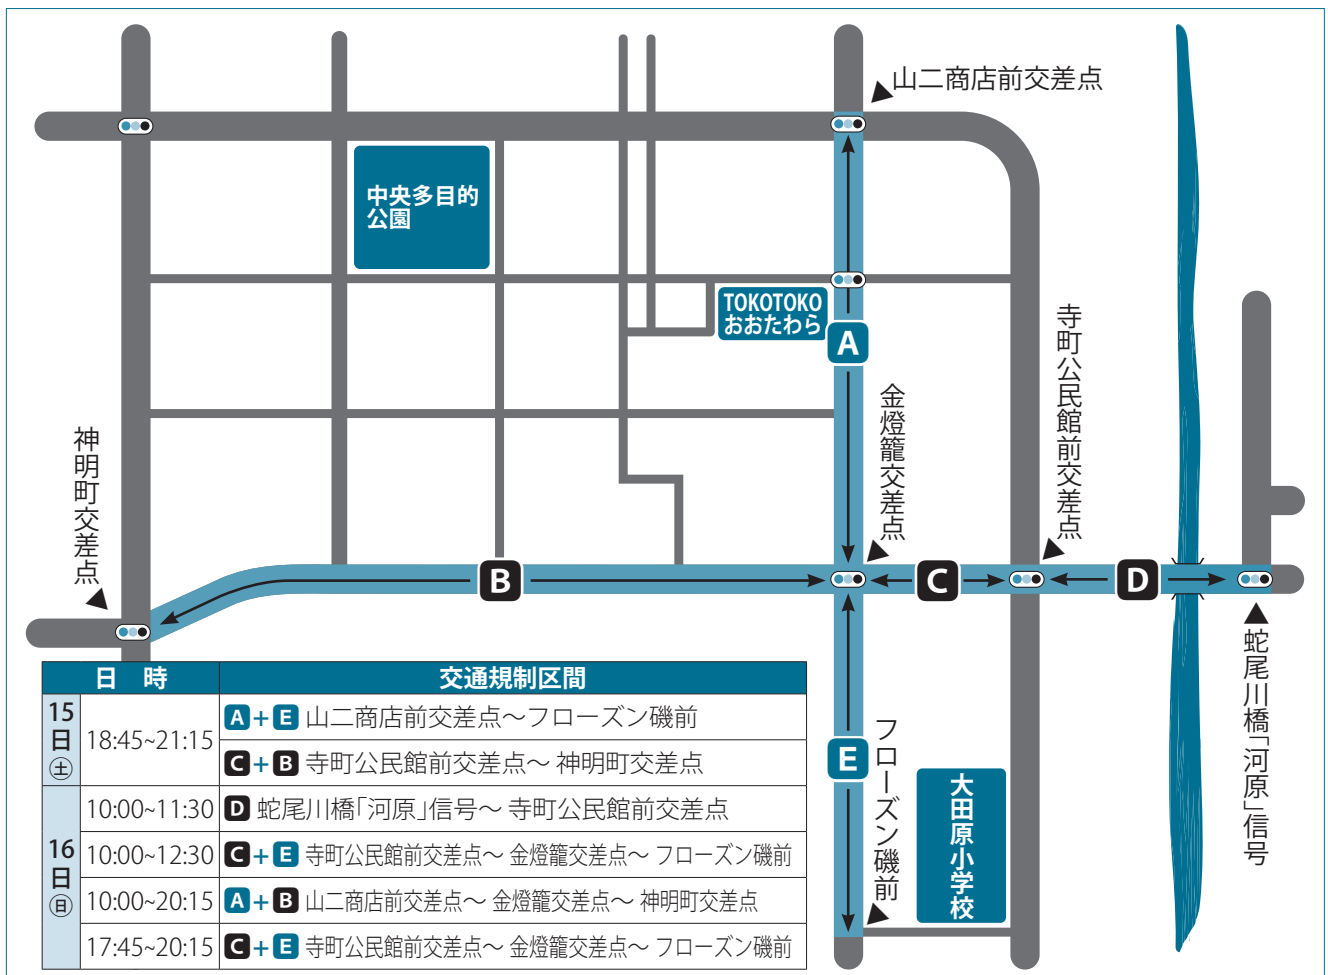 山二商店前交差点
中央多目的
公園
TOKOTOKO
おおたわら
A
寺町公民館前交差点
金燈籠交差点
神明町交差点
B
C
D
蛇尾川橋「河原」信号
E
フローズン磯前
大田原小学校
日　時 交通規制区間
15日㊏ 18:45~21:15 A+E 山二商店前交差点～フローズン磯前
C+B 寺町公民館前交差点～ 神明町交差点
16日㊐ 10:00~11:30 D 蛇尾川橋「河原」信号～ 寺町公民館前交差点
10:00~12:30 C+E 寺町公民館前交差点～ 金燈籠交差点～ フローズン磯前
10:00~20:15 A+B 山二商店前交差点～ 金燈籠交差点～ 神明町交差点
17:45~20:15 C+E 寺町公民館前交差点～ 金燈籠交差点～ フローズン磯前